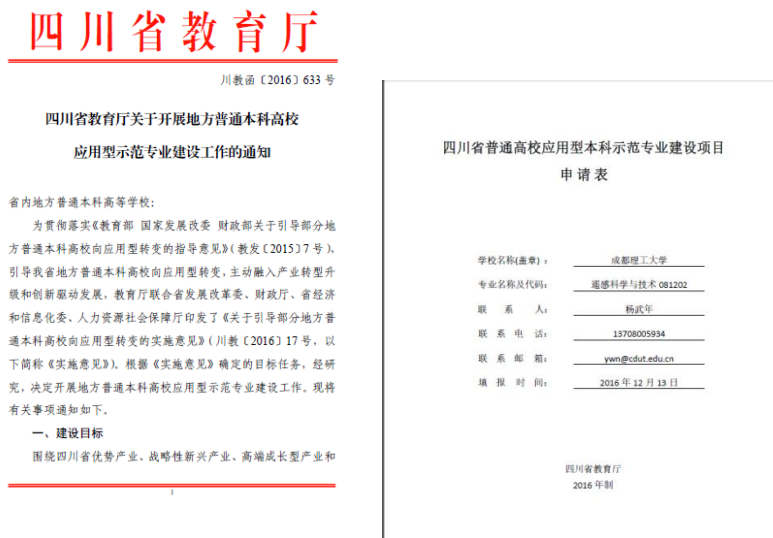 四川省教育厅
川教函〔2016〕633 号
四川省教育厅关于开展地方普通本科高校
应用型示范专业建设工作的通知
省内地方普通本科高等学校：
为贯彻落实《教育部 国家发展改委 财政部关于引导部分地
方普通本科高校向应用型转变的指导意见》（教发〔2015〕7 号），
引导我省地方普通本科高校向应用型转变，主动融入产业转型升
级和创新驱动发展，教育厅联合省发展改革委、财政厅、省经济
和信息化委、人力资源社会保障厅印发了《关于引导部分地方普
通本科高校向应用型转变的实施意见》（川教〔2016〕17 号，以
下简称《实施意见》）。根据《实施意见》确定的目标任务，经研
究，决定开展地方普通本科高校应用型示范专业建设工作。现将
有关事项通知如下。
一、建设目标
围绕四川省优势产业、战略性新兴产业、高端成长型产业和
1
四川省普通高校应用型本科示范专业建设项目
申请表
学校名称(盖章)： 成都理工大学
专业名称及代码： 遥感科学与技术 081202
联系人： 杨武年
联系电话： 13708005934
联系邮箱： ywn@cdut.edu.cn
填报时间： 2016 年 12 月 13 日
四川省教育厅
2016 年制